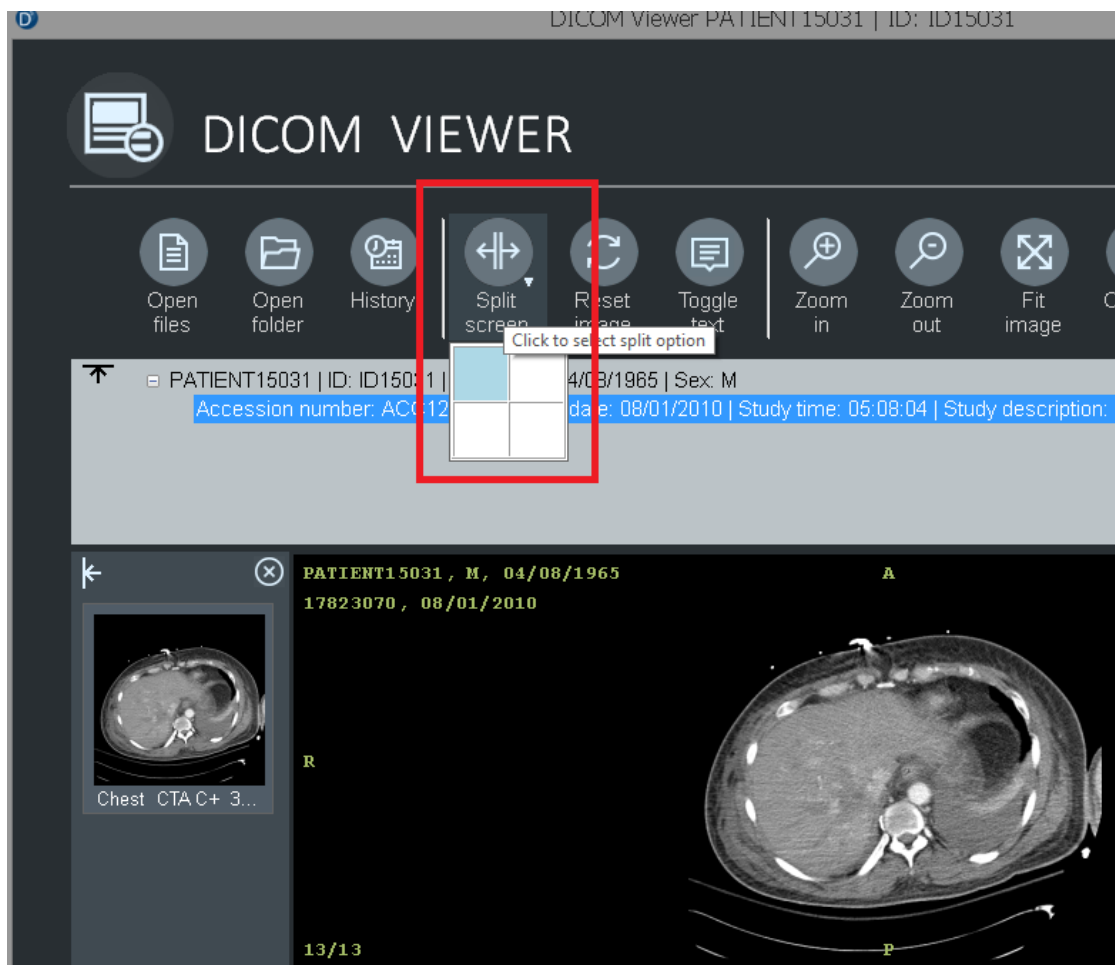 DICOM Viewer PATIENT15031 | ID: ID15031
DICOM VIEWER
Open files
Open folder
History
Split screen
Reset image
Toggle text
Zoom in
Zoom out
Fit image
Click to select split option
PATIENT15031 | ID: ID15031 | 4/08/1965 | Sex: M
Accession number: ACC12 date: 08/01/2010 | Study time: 05:08:04 | Study description:
PATIENT15031, M, 04/08/1965
A
17823070, 08/01/2010
R
Chest CTA C+ 3...
13/13
P